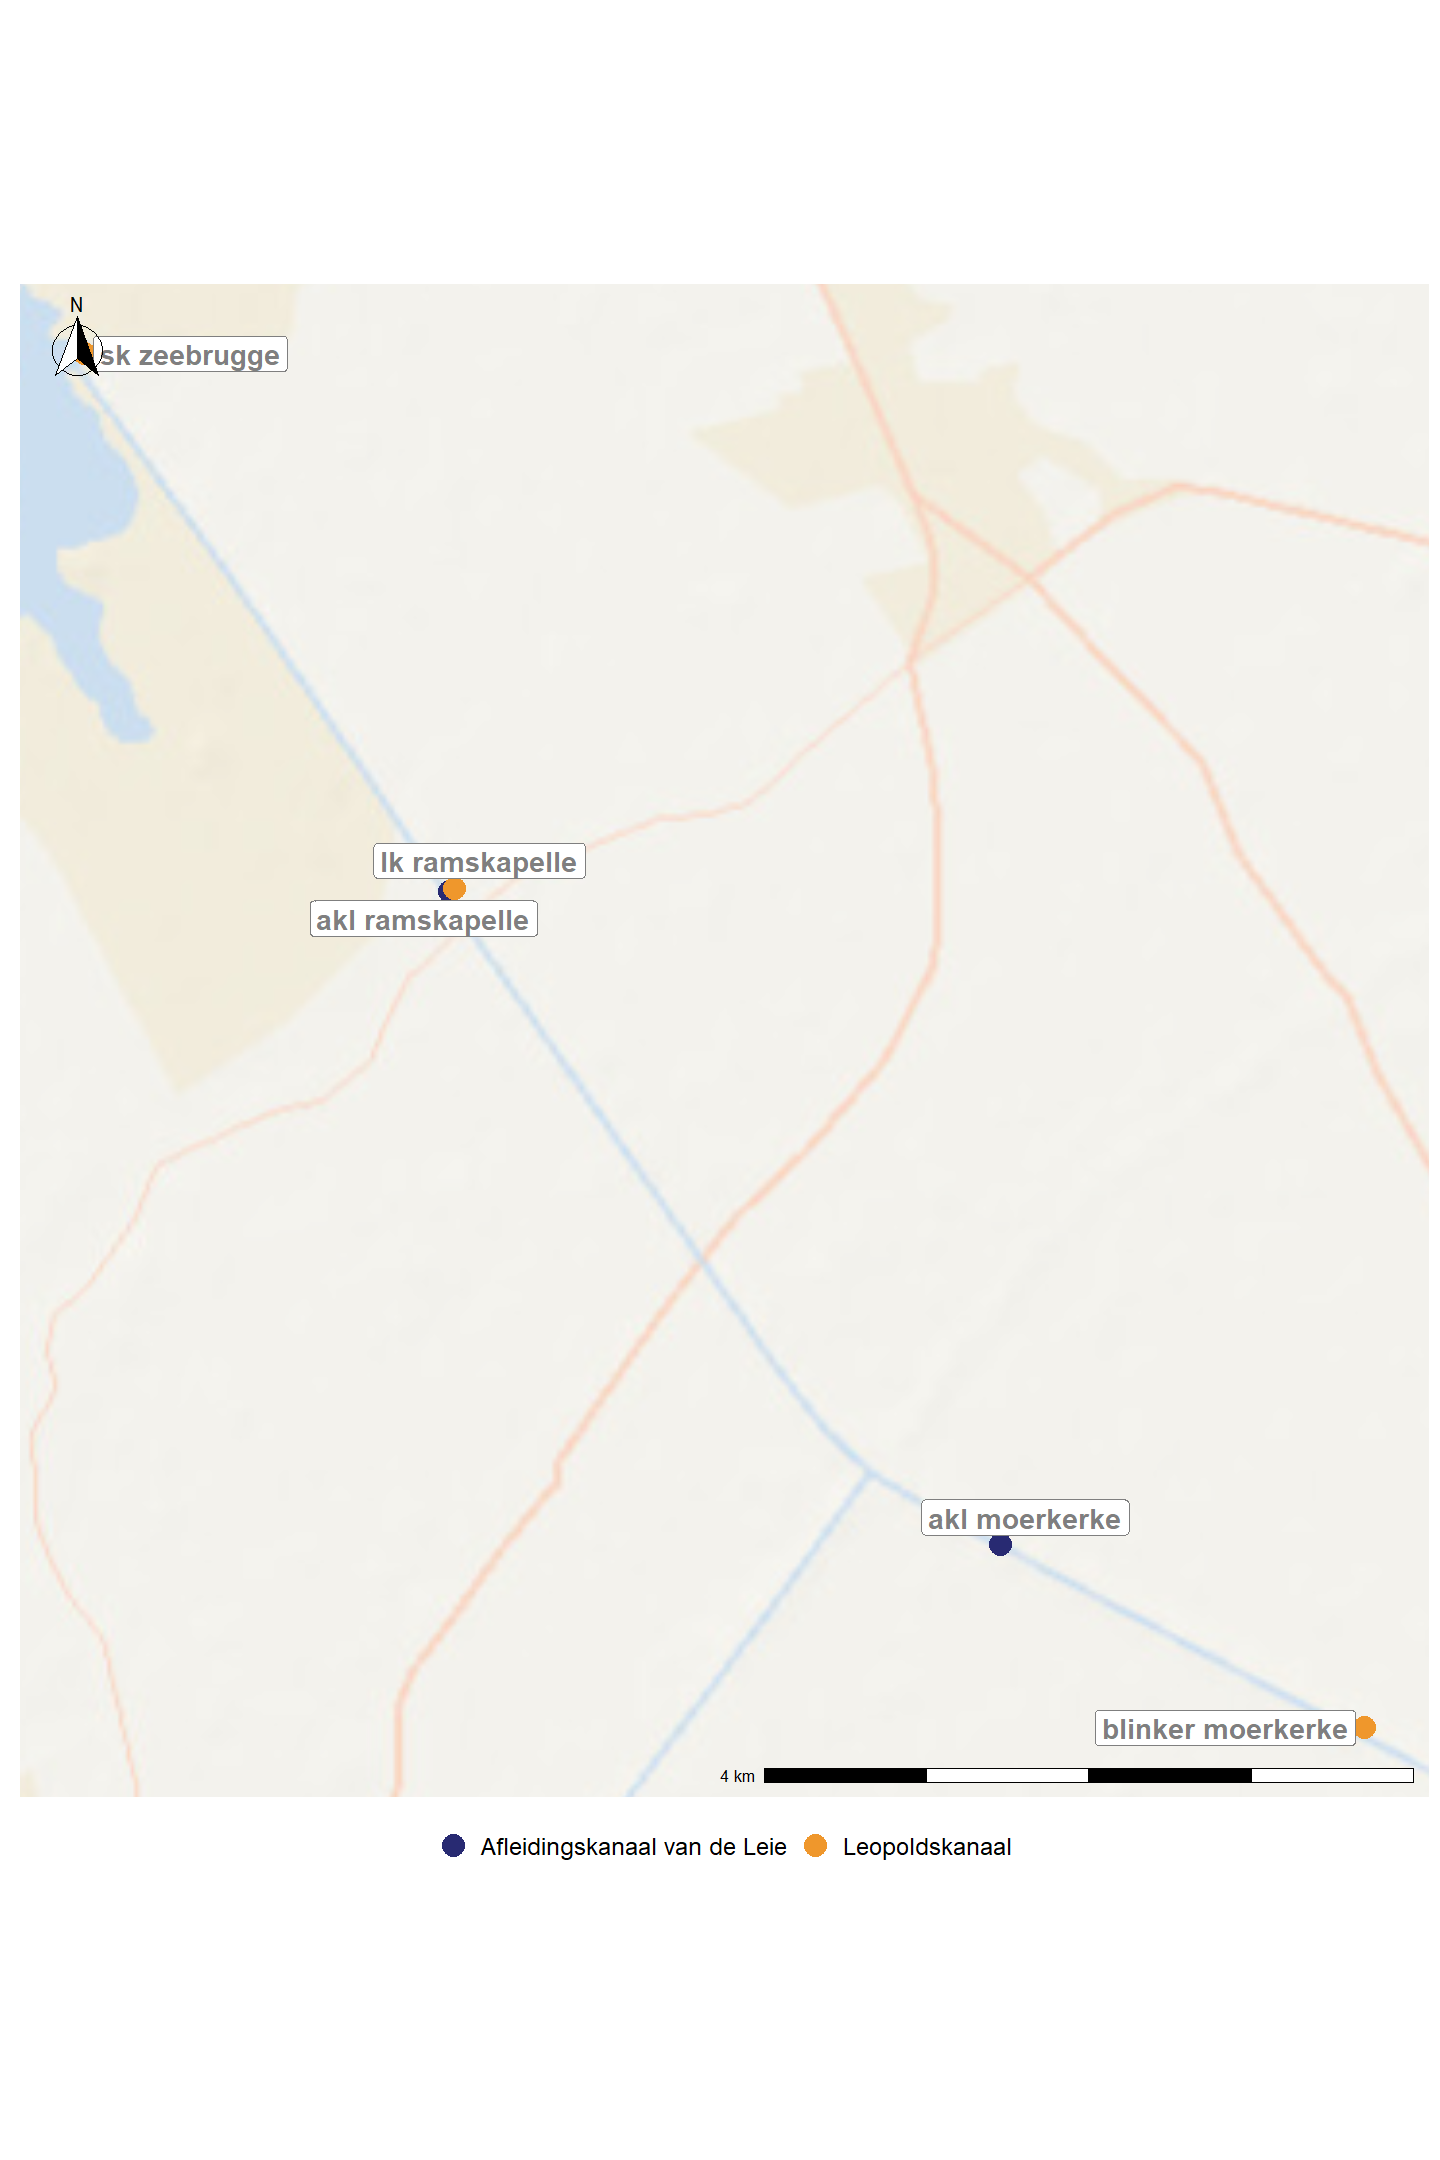 N
sk zeebrugge
lk ramskapelle
akl ramskapelle
akl moerkerke
blinker moerkerke
4 km
Afleidingskanaal van de Leie
Leopoldskanaal